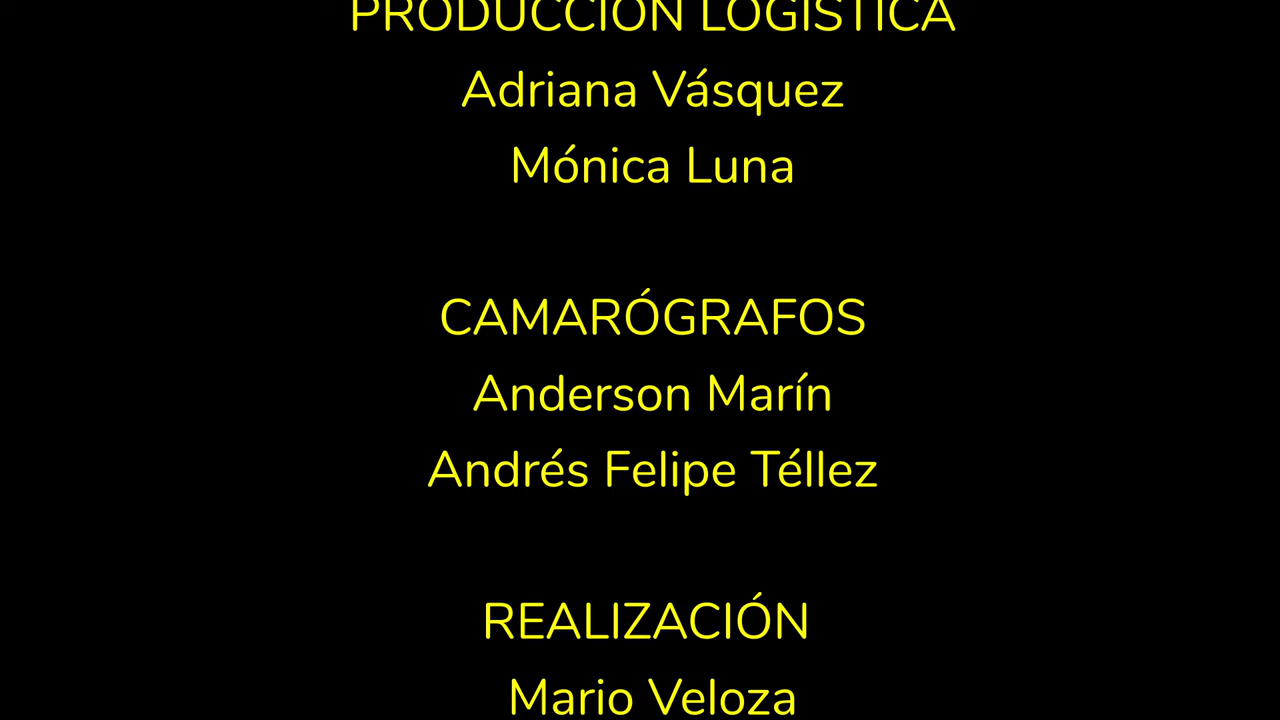 PRODUCCIÓN LOGÍSTICA
Adriana Vásquez
Mónica Luna
CAMARÓGRAFOS
Anderson Marín
Andrés Felipe Téllez
REALIZACIÓN
Mario Veloza